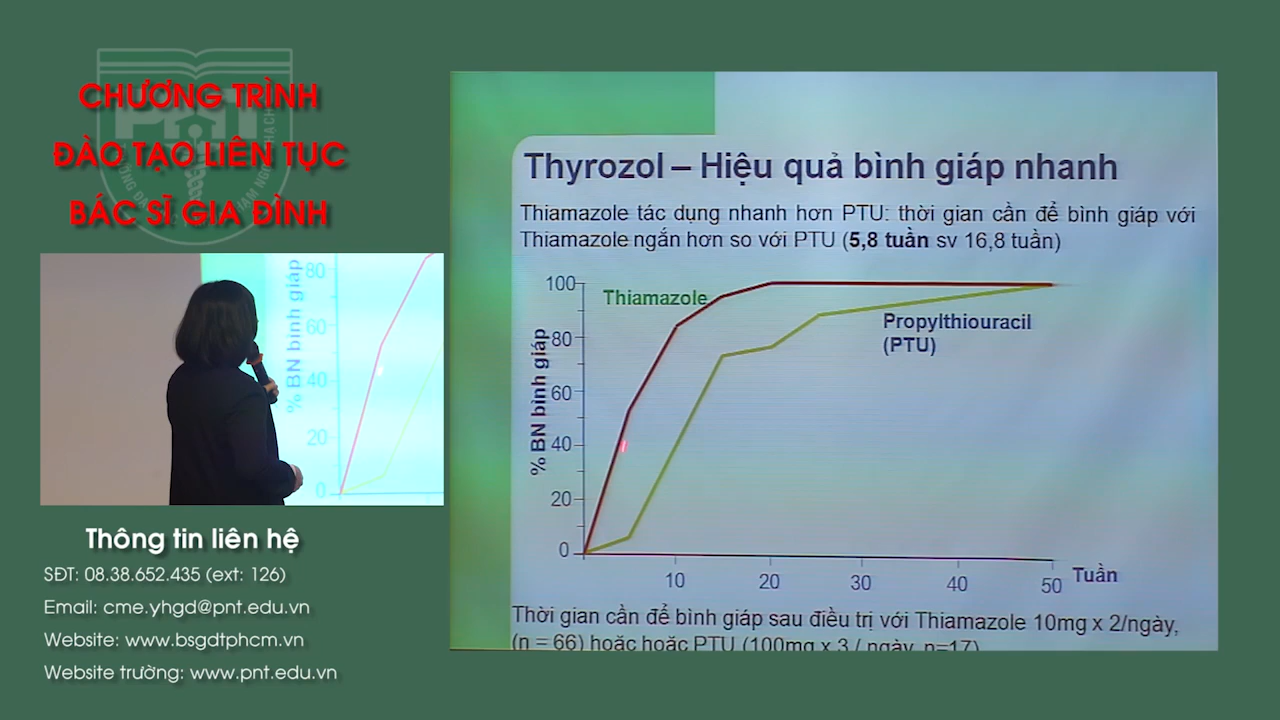 CHƯƠNG TRÌNH
ĐÀO TẠO LIÊN TỤC
BÁC SĨ GIA ĐÌNH
80
60
40
20
0
% BN bình giáp
Thông tin liên hệ
SĐT: 08.38.652.435 (ext: 126)
Email: cme.yhgd@pnt.edu.vn
Website: www.bsgdtphcm.vn
Website trường: www.pnt.edu.vn
Thyrozol – Hiệu quả bình giáp nhanh
Thiamazole tác dụng nhanh hơn PTU: thời gian cần để bình giáp với
Thiamazole ngắn hơn so với PTU (5,8 tuần sv 16,8 tuần)
100
80
60
40
20
0
% BN bình giáp
Thiamazole
Propylthiouracil
(PTU)
10
20
30
40
50
Tuần
Thời gian cần để bình giáp sau điều trị với Thiamazole 10mg x 2/ngày,
(n = 66) hoặc hoặc PTU (100mg x 3 / ngày, n=17)